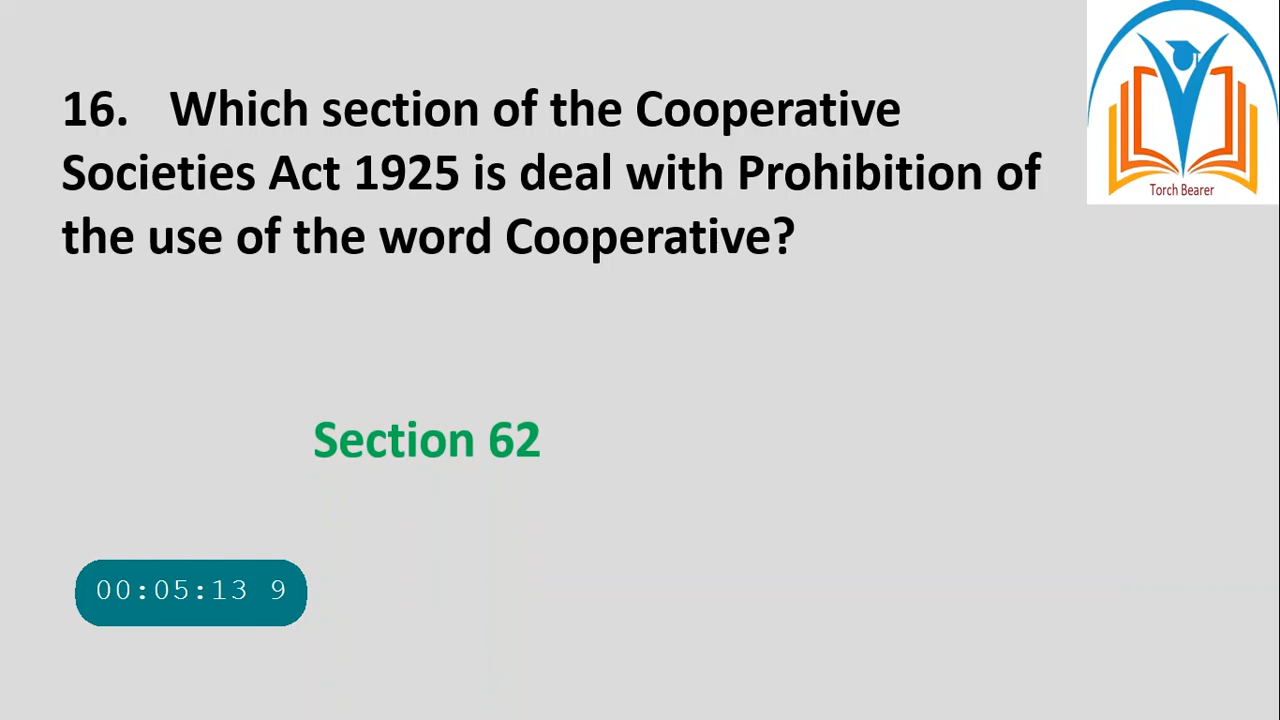 16. Which section of the Cooperative
Societies Act 1925 is deal with Prohibition of
the use of the word Cooperative?
Torch Bearer
Section 62
00:05:13 9